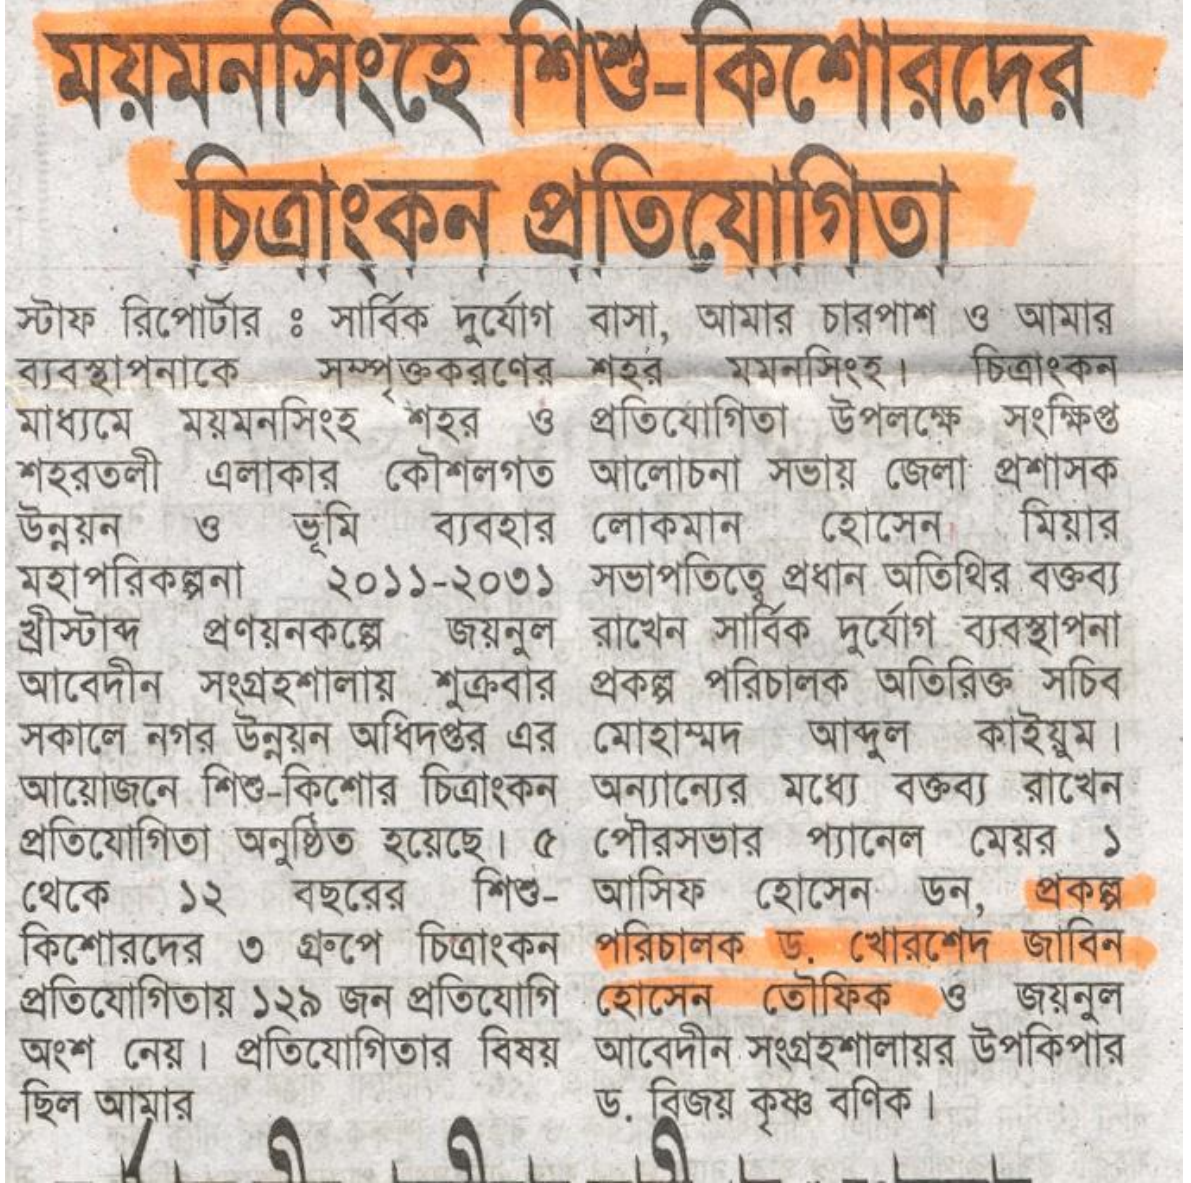 ময়মনসিংহে শিশু-কিশোরদের
চিত্রাংকন প্রতিযোগিতা
স্টাফ রিপোর্টার ঃ সার্বিক দুর্যোগ
ব্যবস্থাপনাকে সম্পৃক্তকরণের
মাধ্যমে ময়মনসিংহ শহর ও
শহরতলী এলাকার কৌশলগত
উন্নয়ন ও ভূমি ব্যবহার
মহাপরিকল্পনা ২০১১-২০৩১
খ্রীস্টাব্দ প্রণয়নকল্পে জয়নুল
আবেদীন সংগ্রহশালায় শুক্রবার
সকালে নগর উন্নয়ন অধিদপ্তর এর
আয়োজনে শিশু-কিশোর চিত্রাংকন
প্রতিযোগিতা অনুষ্ঠিত হয়েছে। ৫
থেকে ১২ বছরের শিশু-
কিশোরদের ৩ গ্রুপে চিত্রাংকন
প্রতিযোগিতায় ১২৯ জন প্রতিযোগি
অংশ নেয়। প্রতিযোগিতার বিষয়
ছিল আমার
বাসা, আমার চারপাশ ও আমার
শহর মমনসিংহ। চিত্রাংকন
প্রতিযোগিতা উপলক্ষে সংক্ষিপ্ত
আলোচনা সভায় জেলা প্রশাসক
লোকমান হোসেন মিয়ার
সভাপতিত্বে প্রধান অতিথির বক্তব্য
রাখেন সার্বিক দুর্যোগ ব্যবস্থাপনা
প্রকল্প পরিচালক অতিরিক্ত সচিব
মোহাম্মদ আব্দুল কাইয়ুম।
অন্যান্যের মধ্যে বক্তব্য রাখেন
পৌরসভার প্যানেল মেয়র ১
আসিফ হোসেন ডন, প্রকল্প
পরিচালক ড. খোরশেদ জাবিন
হোসেন তৌফিক ও জয়নুল
আবেদীন সংগ্রহশালায়র উপকিপার
ড. বিজয় কৃষ্ণ বণিক।